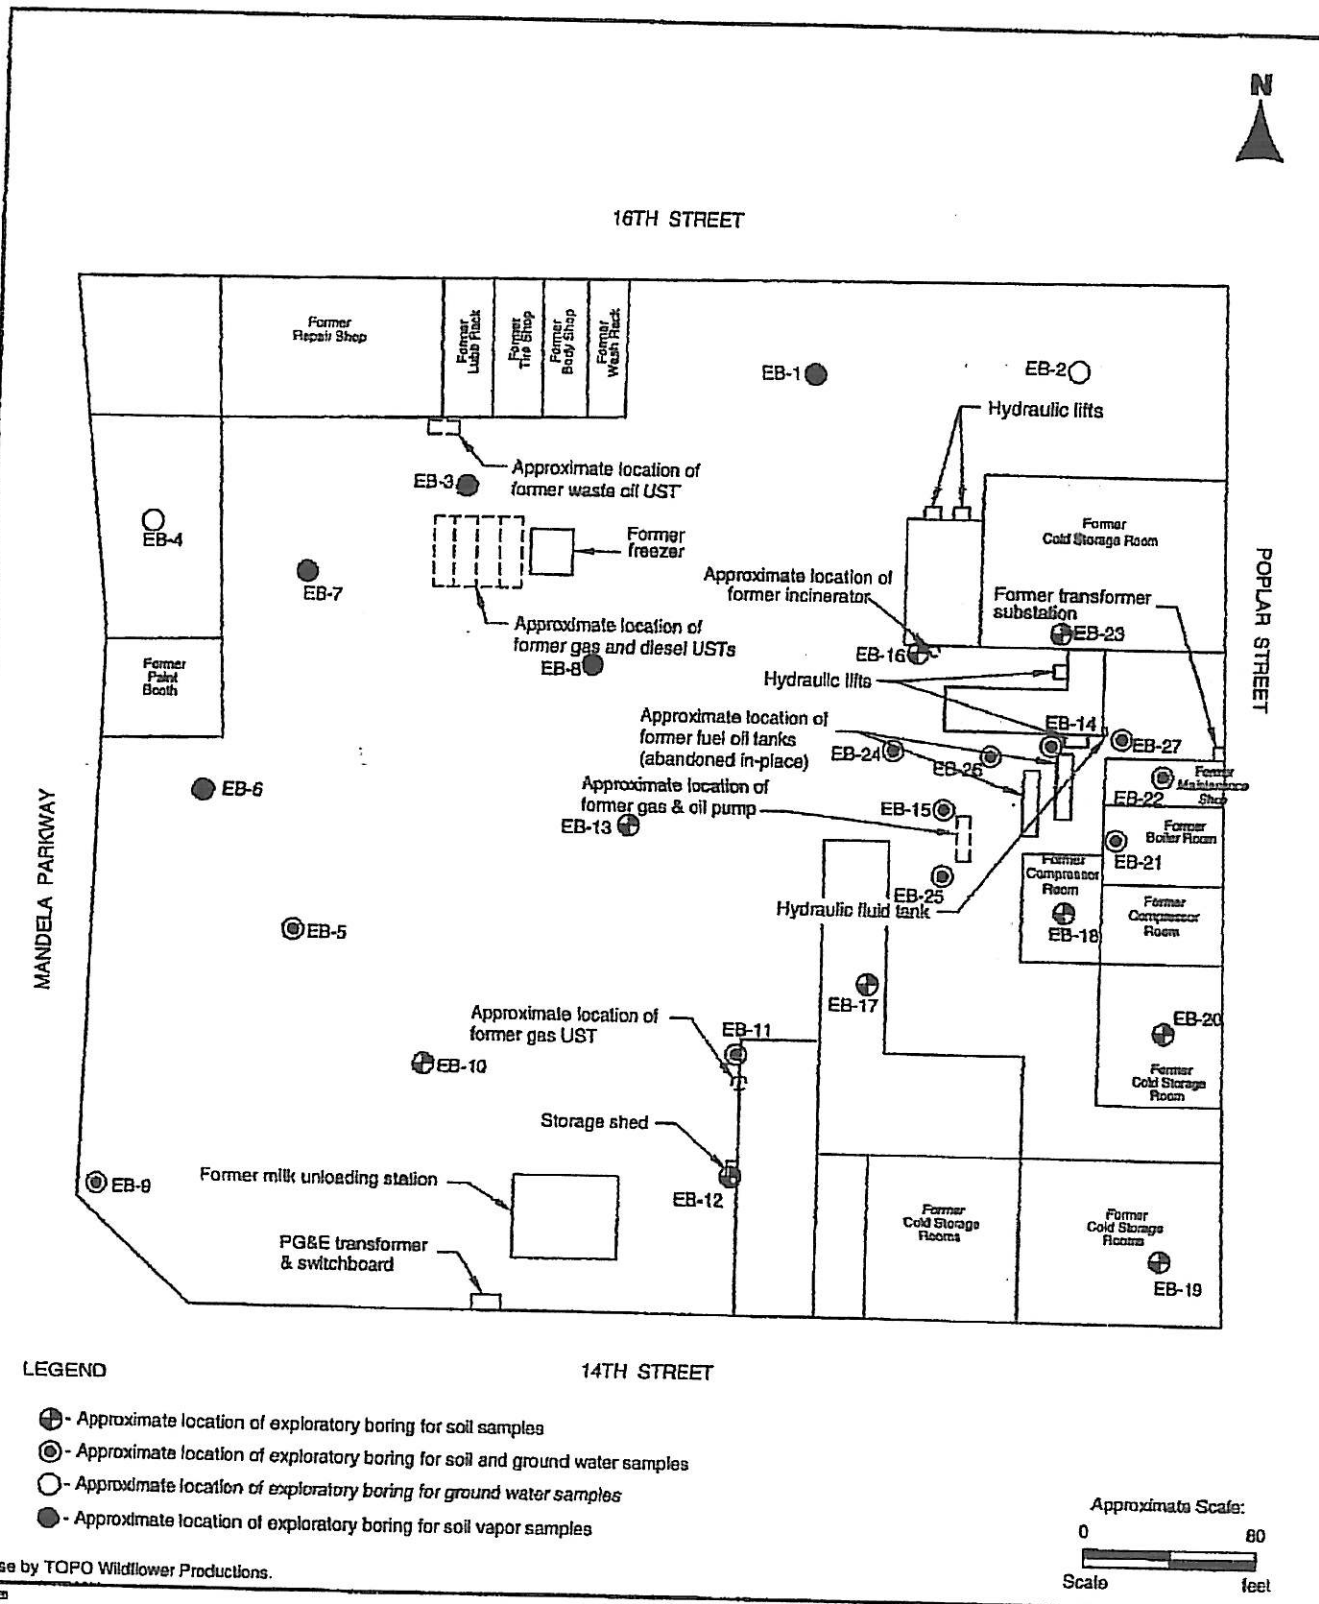 N
16TH STREET
Former
Repair Shop
Former
Lubb Rack
Former
Tire Shop
Former
Body Shop
Former
Wash Rack
EB-1
EB-2
Hydraulic lifts
Approximate location of
former waste oil UST
EB-3
EB-4
Former
freezer
Former
Cold Storage Room
EB-7
Approximate location of
former incinerator
Former transformer
substation
POPLAR STREET
Approximate location of
former gas and diesel USTs
EB-23
EB-8
EB-16
Former
Paint
Booth
Hydraulic lifts
Approximate location of
former fuel oil tanks
(abandoned in-place)
EB-14
EB-24
EB-26
EB-27
EB-6
Approximate location of
former gas & oil pump
EB-15
EB-22
Former
Maintenance
Shop
EB-13
Former
Boiler Room
EB-21
MANDELA PARKWAY
Former
Compressor
Room
EB-25
Hydraulic fluid tank
Former
Compressor
Room
EB-18
EB-5
EB-17
Approximate location of
former gas UST
EB-11
EB-20
EB-10
Former
Cold Storage
Room
Storage shed
Former milk unloading station
EB-9
EB-12
Former
Cold Storage
Rooms
Former
Cold Storage
Rooms
PG&E transformer
& switchboard
EB-19
LEGEND
14TH STREET
- Approximate location of exploratory boring for soil samples
- Approximate location of exploratory boring for soil and ground water samples
- Approximate location of exploratory boring for ground water samples
- Approximate location of exploratory boring for soil vapor samples
Approximate Scale:
0 80
Scale feet
by TOPO Wildflower Productions.